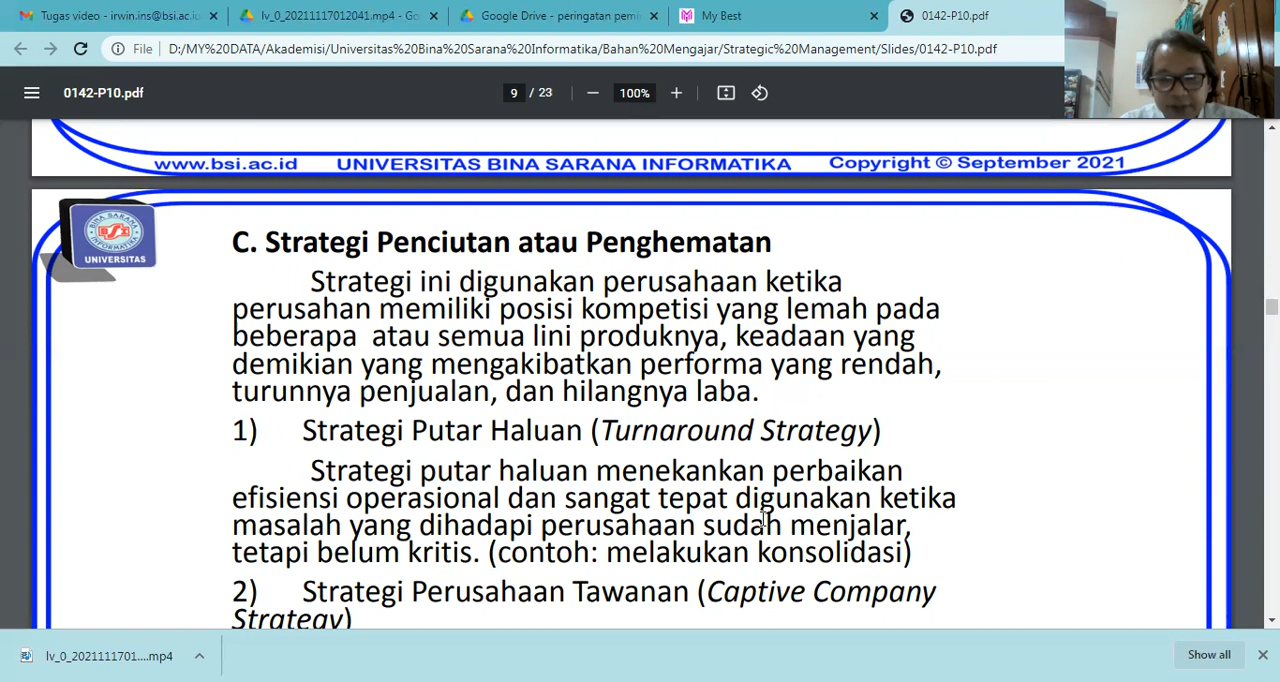 Tugas video - irwin.ins@bsi.ac.id
lv_0_20211117012041.mp4 - Go
Google Drive - peringatan pem
My Best
0142-P10.pdf
File
D:/MY%20DATA/Akademisi/Universitas%20Bina%20Sarana%20Informatika/Bahan%20Mengajar/Strategic%20Management/Slides/0142-P10.pdf
0142-P10.pdf
9 / 23
100%
www.bsi.ac.id UNIVERSITAS BINA SARANA INFORMATIKA Copyright © September 2021
BINA SARANA
BSI
INFORMATIKA
UNIVERSITAS
C. Strategi Penciutan atau Penghematan
Strategi ini digunakan perusahaan ketika
perusahan memiliki posisi kompetisi yang lemah pada
beberapa atau semua lini produknya, keadaan yang
demikian yang mengakibatkan performa yang rendah,
turunnya penjualan, dan hilangnya laba.
1) Strategi Putar Haluan (Turnaround Strategy)
Strategi putar haluan menekankan perbaikan
efisiensi operasional dan sangat tepat digunakan ketika
masalah yang dihadapi perusahaan sudah menjalar,
tetapi belum kritis. (contoh: melakukan konsolidasi)
2) Strategi Perusahaan Tawanan (Captive Company
Strategy)
lv_0_2021111701....mp4
Show all